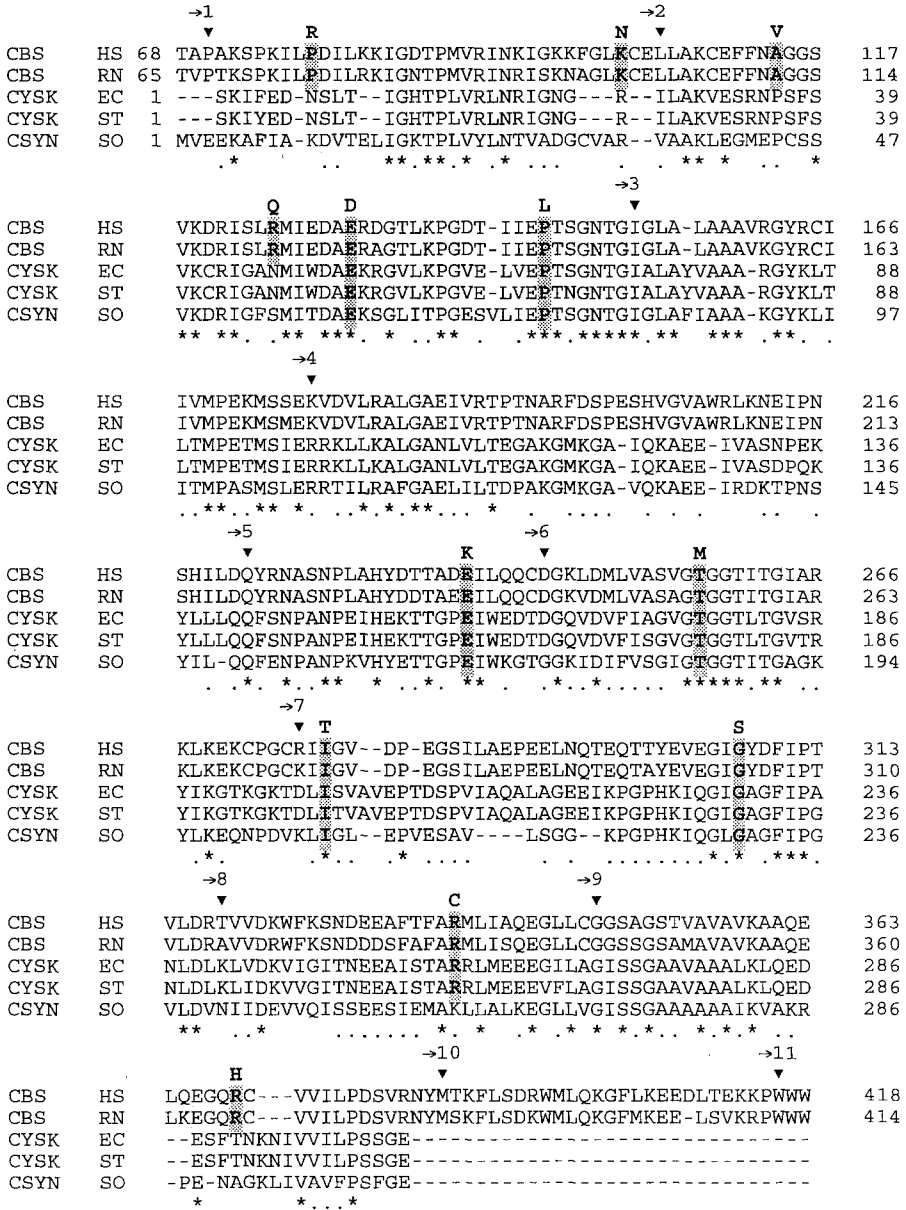 →1 R N →2 V
CBS HS 68 TAPAKSPKILPDILKKIGDTPMVRINKIGKKFGLKCELLAKCEFFNAGGS 117
CBS RN 65 TVPTKSPKILPDILRKIGNTPMVRINRISKNAGLKCELLAKCEFFNAGGS 114
CYSK EC 1 ---SKIFEDNSLT--IGHTPLVRLNRIGNG---R-ILAKVESRNPSFS 39
CYSK ST 1 ---SKIYEDNSLT--IGHTPLVRLNRIGNG---R-ILAKVESRNPSFS 39
CSYN SO 1 MVEEKAFIA-KDVTELIGKTPLVYLNTVADGCVAR--VAAKLEGMEPCSS 47
Q D L →3
CBS HS VKDRISLRMIEDAERDGTLKPGDT-IIEPTSGNTGIGLA-LAAAVRGYRCI 166
CBS RN VKDRISLRMIEDAERAGTLKPGDT-IIEPTSGNTGIGLA-LAAAVKGYRCI 163
CYSK EC VKCRIGANMIWDAEKRGVLKPGVE-LVEPTSGNTGIALAYVAAA-RGYKLT 88
CYSK ST VKCRIGANMIWDAEKRGVLKPGVE-LVEPTNGNTGIALAYVAAA-RGYKLT 88
CSYN SO VKDRIGFSMITDAEKSGLITPGESVLIEPTSGNTGIGLAFIAAA-KGYKLI 97
→4
CBS HS IVMPEKMSSEKVDVLRALGAEIVRTPTNARFDSPESHVGVAWRLKNEIPN 216
CBS RN IVMPEKMSMEKVDVLRALGAEIVRTPTNARFDSPESHVGVAWRLKNEIPN 213
CYSK EC LTMPETMSIERRKLLKALGANLVLTEGAKGMKGA-IQKAEE-IVASNPEK 136
CYSK ST LTMPETMSIERRKLLKALGANLVLTEGAKGMKGA-IQKAEE-IVASDPQK 136
CSYN SO ITMPASMSLERRTILRAFGAELILTDPAKGMKGA-VQKAEE-IRDKTPNS 145
→5 K →6 M
CBS HS SHILDQYRNASNPLAHYDTTADEILQQCDGKLDMLVASVGTGGTITGIAR 266
CBS RN SHILDQYRNASNPLAHYDDTAEEILQQCDGKVDMLVASAGTGGTITGIAR 263
CYSK EC YLLLQQFSNPANPEIHEKTTGPEIWEDTDGQVDVFIAGVGTGGTLTGVSR 186
CYSK ST YLLLQQFSNPANPEIHEKTTGPEIWEDTDGQVDVFISGVGTGGTLTGVTR 186
CSYN SO YIL-QQFENPANPKVHYETTGPEIWKGTGGKIDIFVSGIGTGGTITGAGK 194
→7 T S
CBS HS KLKEKCPGCRIIGV--DP-EGSILAEPEELNQTEQTTYEVEGIGYDFIPT 313
CBS RN KLKEKCPGCKIIGV--DP-EGSILAEPEELNQTEQTAYEVEGIGYDFIPT 310
CYSK EC YIKGTKGKTDLISVAVEPTDSPVIAQALAGEEIKPGPHKIQGIGAGFIPA 236
CYSK ST YIKGTKGKTDLITVAVEPTDSPVIAQALAGEEIKPGPHKIQGIGAGFIPA 236
CSYN SO YLKEQNPDVKLIGL--EPVESAV----LSGG--KPGPHKIQGLGAGFIPG 236
→8 C →9
CBS HS VLDRTVVDKWFKSNDEEAFTFARMLIAQEGLLCGGSAGSTVAVAVKAAQE 363
CBS RN VLDRAVVDRWFKSNDDDSFAFARMLISQEGLLCGGSSGSAMAVAVKAAQE 360
CYSK EC NLDLKLVDKVIGITNEEAISTARRLMEEEGILAGISSGAAVAAALKLQED 286
CYSK ST NLDLKLIDKVVGITNEEAISTARRLMEEEVFLAGISSGAAVAAALKLQED 286
CSYN SO VLDVNIIDEVVQISSEESIEMAKLLALKEGLLVGISSGAAAAAAIKVAKR 286
H →10 →11
CBS HS LQEGQRC---VVILPDSVRNYMTKFLSDRWMLQKGFLKEEDLTEKKPWWW 418
CBS RN LKEGQRC---VVILPDSVRNYMSKFLSDKWMLQKGFMKEE-LSVKRPWWW 414
CYSK EC --ESFTNKNIVVILPSSGE-------------------------------
CYSK ST --ESFTNKNIVVILPSSGE-------------------------------
CSYN SO -PE-NAGKLIVAVFPSFGE-------------------------------